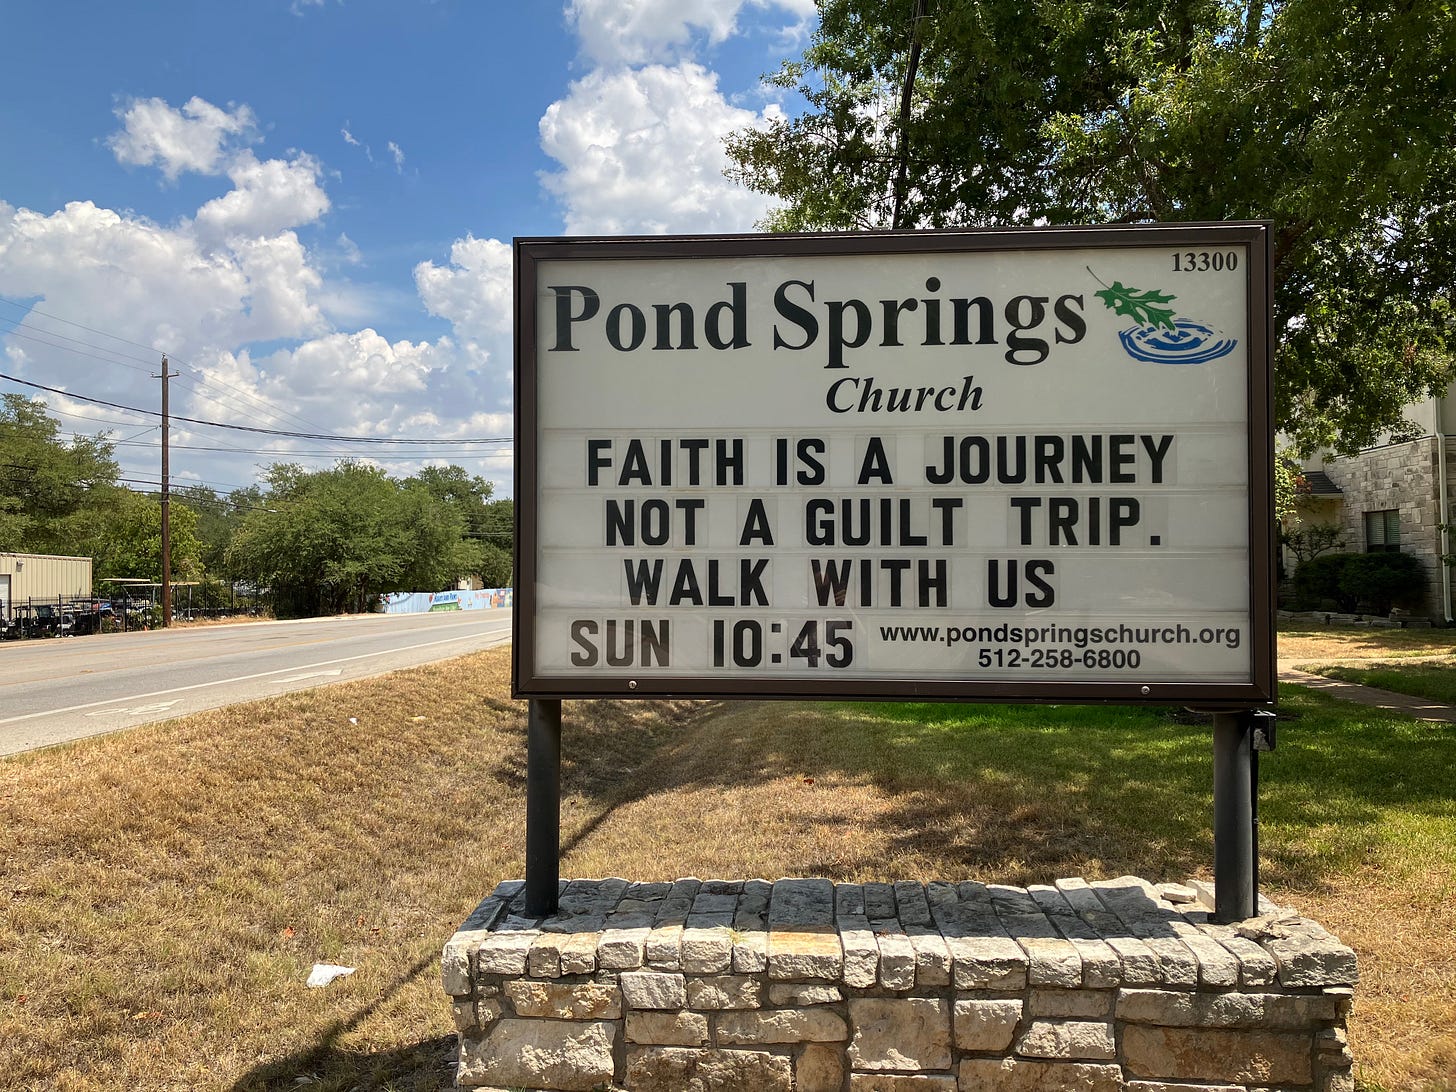 13300
Pond Springs
Church
FAITH IS A JOURNEY
NOT A GUILT TRIP.
WALK WITH US
SUN 10:45
www.pondspringschurch.org
512-258-6800